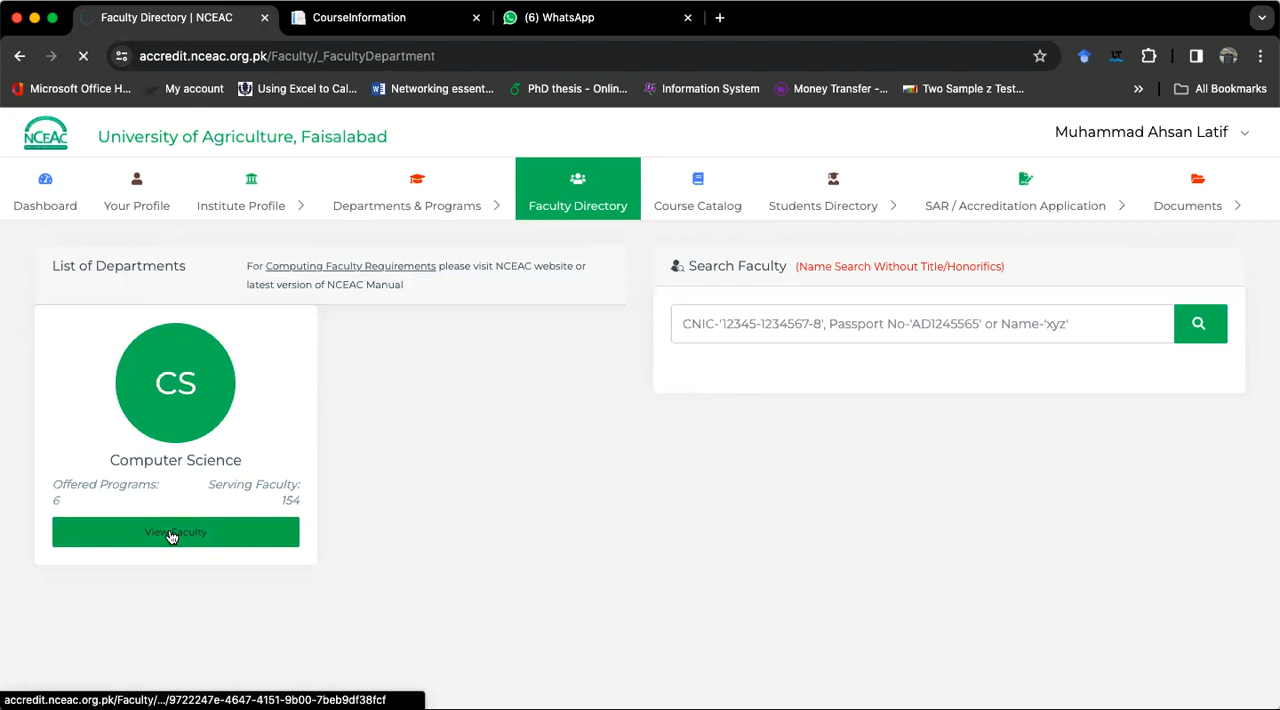 Faculty Directory | NCEAC
CourseInformation
(6) WhatsApp
accredit.nceac.org.pk/Faculty/_FacultyDepartment
Microsoft Office H...
My account
Using Excel to Cal...
Networking essent...
PhD thesis - Onlin...
Information System
Money Transfer -...
Two Sample z Test...
All Bookmarks
NCEAC
University of Agriculture, Faisalabad
Muhammad Ahsan Latif
Dashboard
Your Profile
Institute Profile
Departments & Programs
Faculty Directory
Course Catalog
Students Directory
SAR / Accreditation Application
Documents
List of Departments
For Computing Faculty Requirements please visit NCEAC website or
latest version of NCEAC Manual
Search Faculty (Name Search Without Title/Honorifics)
CNIC-'12345-1234567-8', Passport No-'AD1245565' or Name-'xyz'
CS
Computer Science
Offered Programs:
6
Serving Faculty:
154
View Faculty
accredit.nceac.org.pk/Faculty/.../9722247e-4647-4151-9b00-7beb9df38fcf